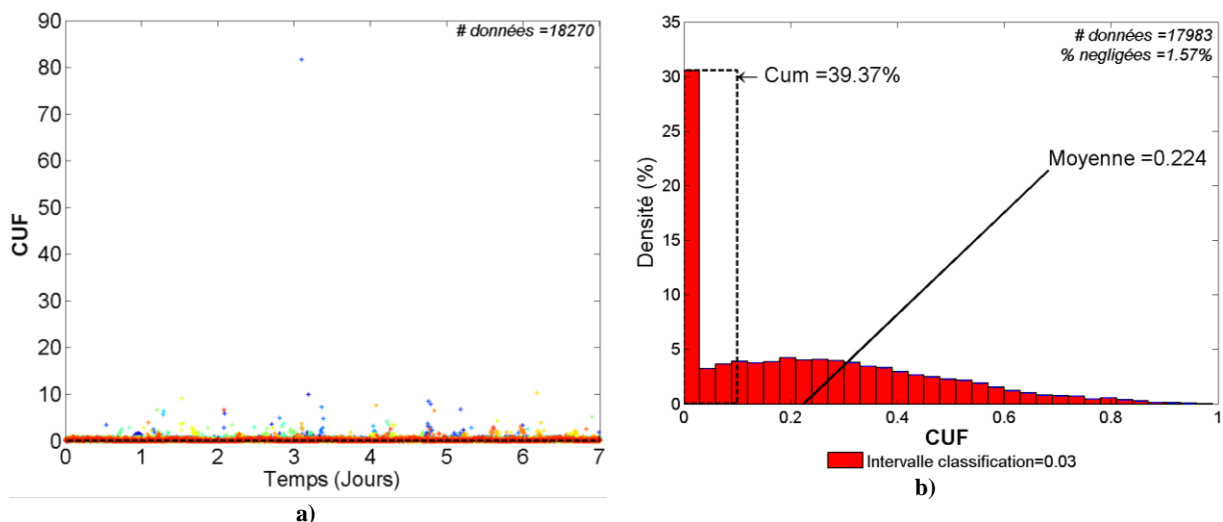 90
80
70
60
50
40
30
20
10
0
CUF
# données =18270
0 1 2 3 4 5 6 7
Temps (Jours)
a)
35
30
25
20
15
10
5
0
Densité (%)
# données =17983
% negligées =1.57%
← Cum =39.37%
Moyenne =0.224
0 0.2 0.4 0.6 0.8 1
CUF
Intervalle classification=0.03
b)